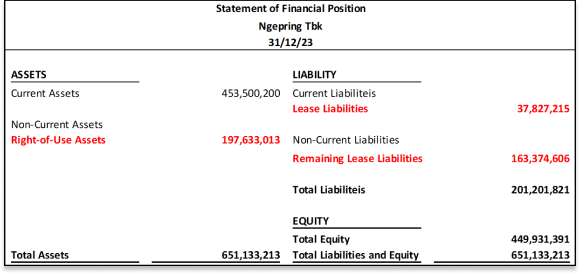 Statement of Financial Position
Ngepring Tbk
31/12/23
ASSETS LIABILITY
Current Assets 453,500,200 Current Liabiliteis
Lease Liabilities 37,827,215
Non-Current Assets
Right-of-Use Assets 197,633,013 Non-Current Liabilities
Remaining Lease Liabilities 163,374,606
Total Liabiliteis 201,201,821
EQUITY
Total Equity 449,931,391
Total Assets 651,133,213 Total Liabilities and Equity 651,133,213